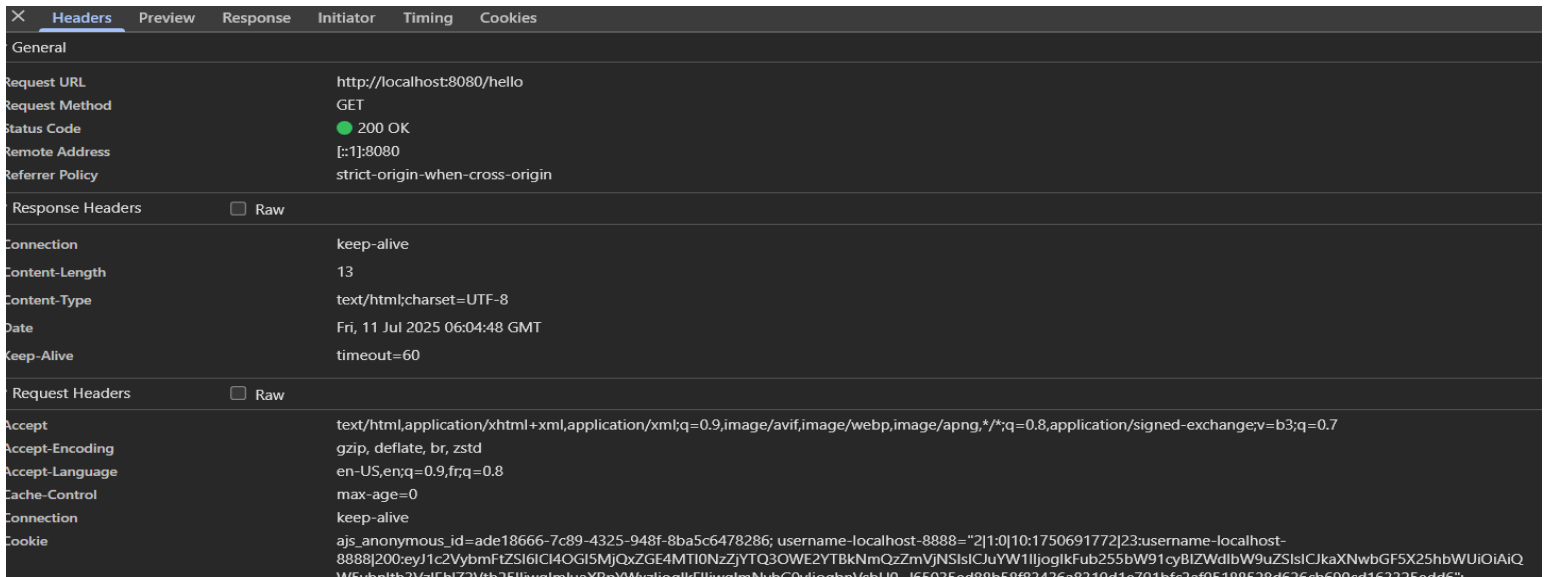 Headers Preview Response Initiator Timing Cookies
General
Request URL http://localhost:8080/hello
Request Method GET
Status Code 200 OK
Remote Address [::1]:8080
Referrer Policy strict-origin-when-cross-origin
Response Headers Raw
Connection keep-alive
Content-Length 13
Content-Type text/html;charset=UTF-8
Date Fri, 11 Jul 2025 06:04:48 GMT
Keep-Alive timeout=60
Request Headers Raw
Accept text/html,application/xhtml+xml,application/xml;q=0.9,image/avif,image/webp,image/apng,*/*;q=0.8,application/signed-exchange;v=b3;q=0.7
Accept-Encoding gzip, deflate, br, zstd
Accept-Language en-US,en;q=0.9,fr;q=0.8
Cache-Control max-age=0
Connection keep-alive
Cookie ajs_anonymous_id=ade18666-7c89-4325-948f-8ba5c6478286; username-localhost-8888="2|1:0|10:1750691772|23:username-localhost-